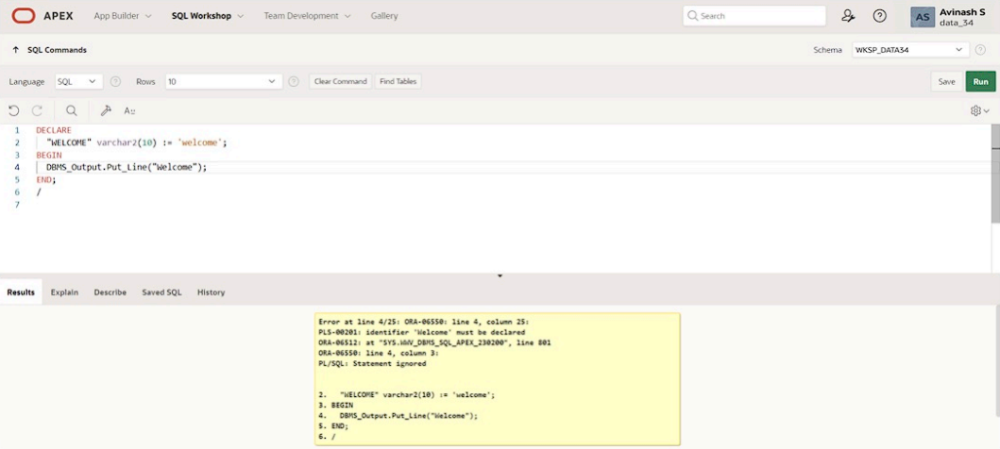 APEX App Builder SQL Workshop Team Development Gallery Search AS Avinash S
data_34
SQL Commands Schema WKSP_DATA34
Language SQL Rows 10 Clear Command Find Tables Save Run
1 DECLARE
2 "WELCOME" varchar2(10) := 'welcome';
3 BEGIN
4 DBMS_Output.Put_Line("Welcome");
5 END;
6 /
7
Results Explain Describe Saved SQL History
Error at line 4/25: ORA-06550: line 4, column 25:
PLS-00201: identifier 'Welcome' must be declared
ORA-06512: at "SYS.WWV_DBMS_SQL_APEX_230200", line 801
ORA-06550: line 4, column 3:
PL/SQL: Statement ignored
2. "WELCOME" varchar2(10) := 'welcome';
3. BEGIN
4. DBMS_Output.Put_Line("Welcome");
5. END;
6. /